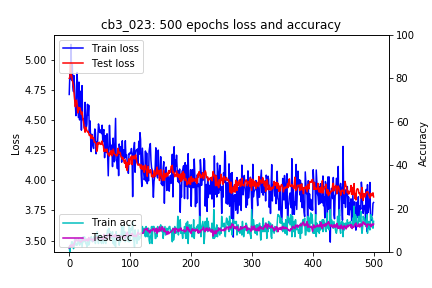 cb3_023: 500 epochs loss and accuracy
Train loss
Test loss
Train acc
Test acc
Loss
5.00
4.75
4.50
4.25
4.00
3.75
3.50
Accuracy
100
80
60
40
20
0
0 100 200 300 400 500